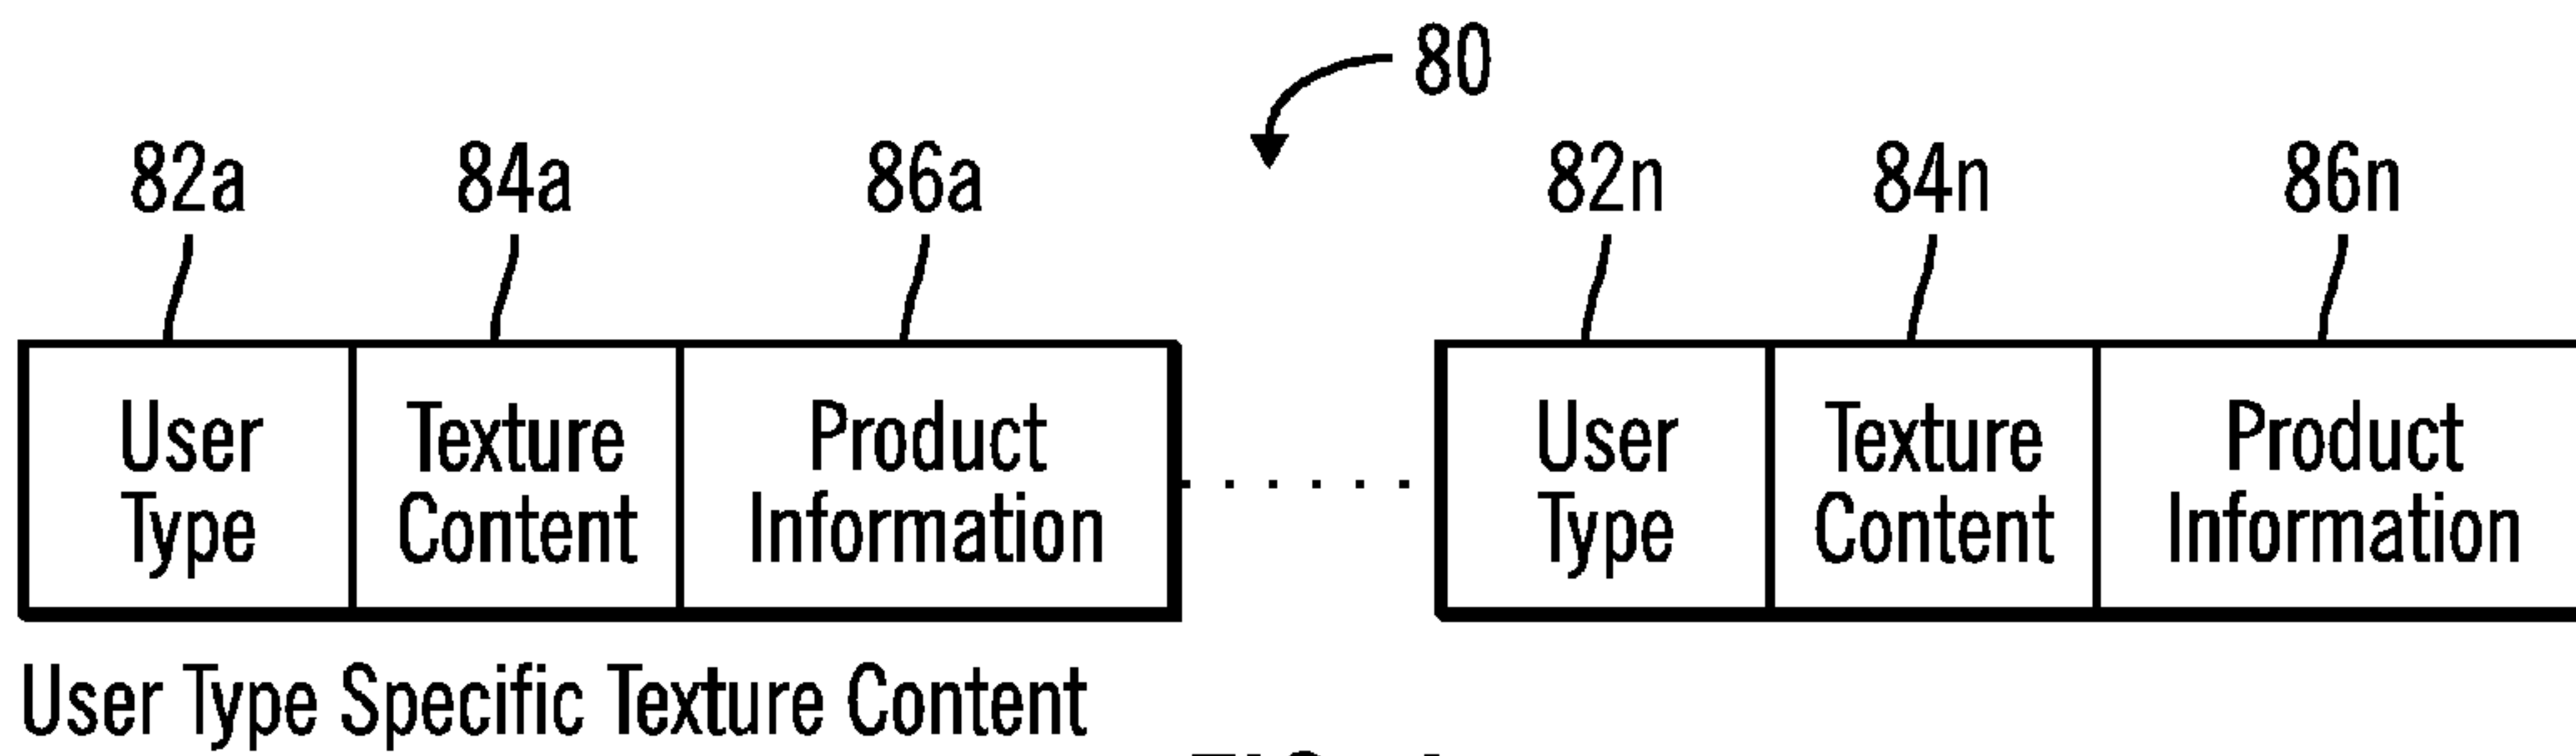 80
82a 84a 86a 82n 84n 86n
User Texture Product User Texture Product
Type Content Information Type Content Information
User Type Specific Texture Content